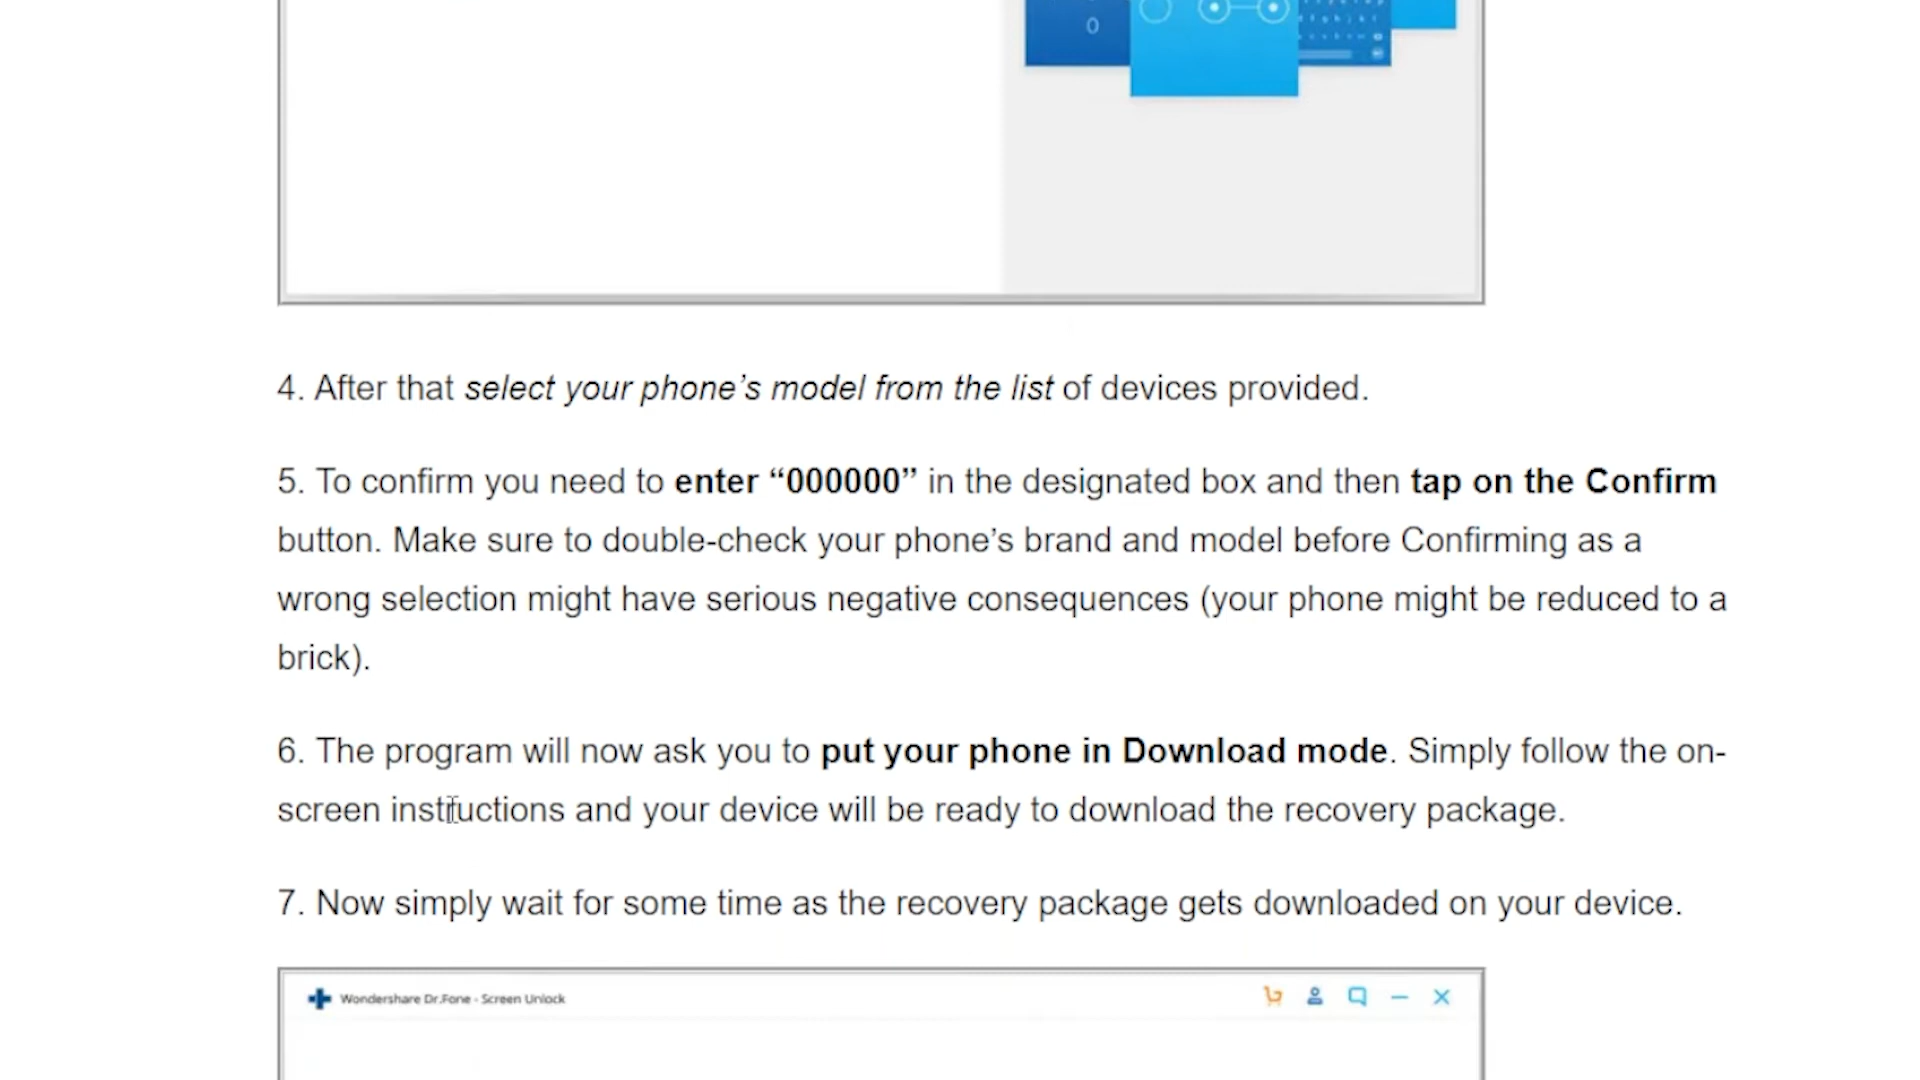 0
4. After that select your phone’s model from the list of devices provided.
5. To confirm you need to enter “000000” in the designated box and then tap on the Confirm
button. Make sure to double-check your phone’s brand and model before Confirming as a
wrong selection might have serious negative consequences (your phone might be reduced to a
brick).
6. The program will now ask you to put your phone in Download mode. Simply follow the on-
screen instructions and your device will be ready to download the recovery package.
7. Now simply wait for some time as the recovery package gets downloaded on your device.
Wondershare Dr.Fone - Screen Unlock